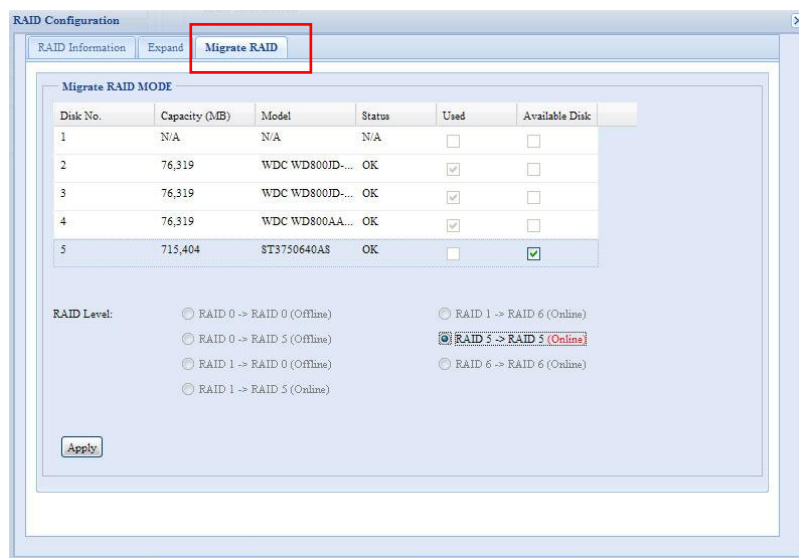 RAID Configuration
RAID Information Expand Migrate RAID
Migrate RAID MODE
Disk No. Capacity (MB) Model Status Used Available Disk
1 N/A N/A N/A
2 76,319 WDC WD800JD-... OK
3 76,319 WDC WD800JD-... OK
4 76,319 WDC WD800AA... OK
5 715,404 ST3750640AS OK
RAID Level: RAID 0 -> RAID 0 (Offline) RAID 1 -> RAID 6 (Online)
RAID 0 -> RAID 5 (Offline) RAID 5 -> RAID 5 (Online)
RAID 1 -> RAID 0 (Offline) RAID 6 -> RAID 6 (Online)
RAID 1 -> RAID 5 (Online)
Apply